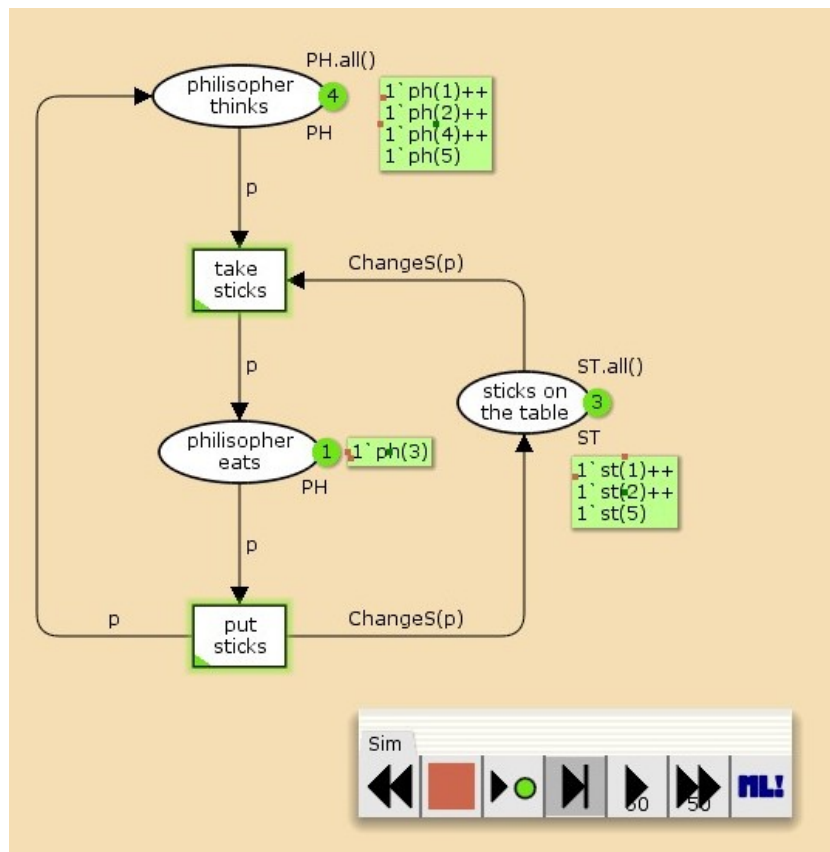 PH.all()
philisopher
thinks
4
PH
1`ph(1)++
1`ph(2)++
1`ph(4)++
1`ph(5)
p
take
sticks
ChangeS(p)
p
ST.all()
sticks on
the table
3
ST
1`st(1)++
1`st(2)++
1`st(5)
philisopher
eats
1
1`ph(3)
PH
p
p
put
sticks
ChangeS(p)
Sim
50
50
ML!